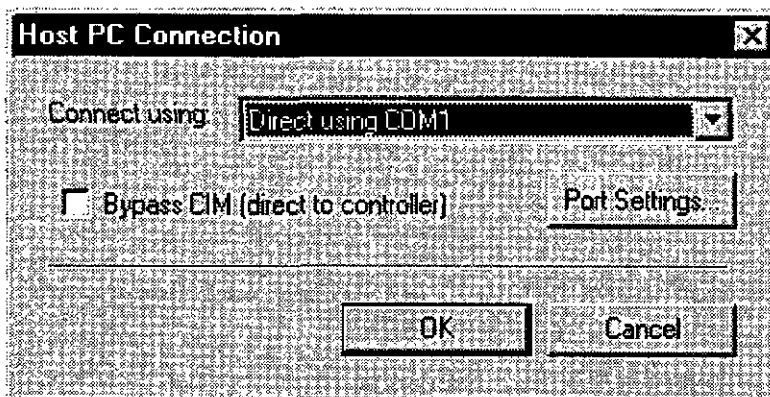 Host PC Connection
Connect using: Direct using COM1
Bypass CIM (direct to controller) Port Settings...
OK Cancel